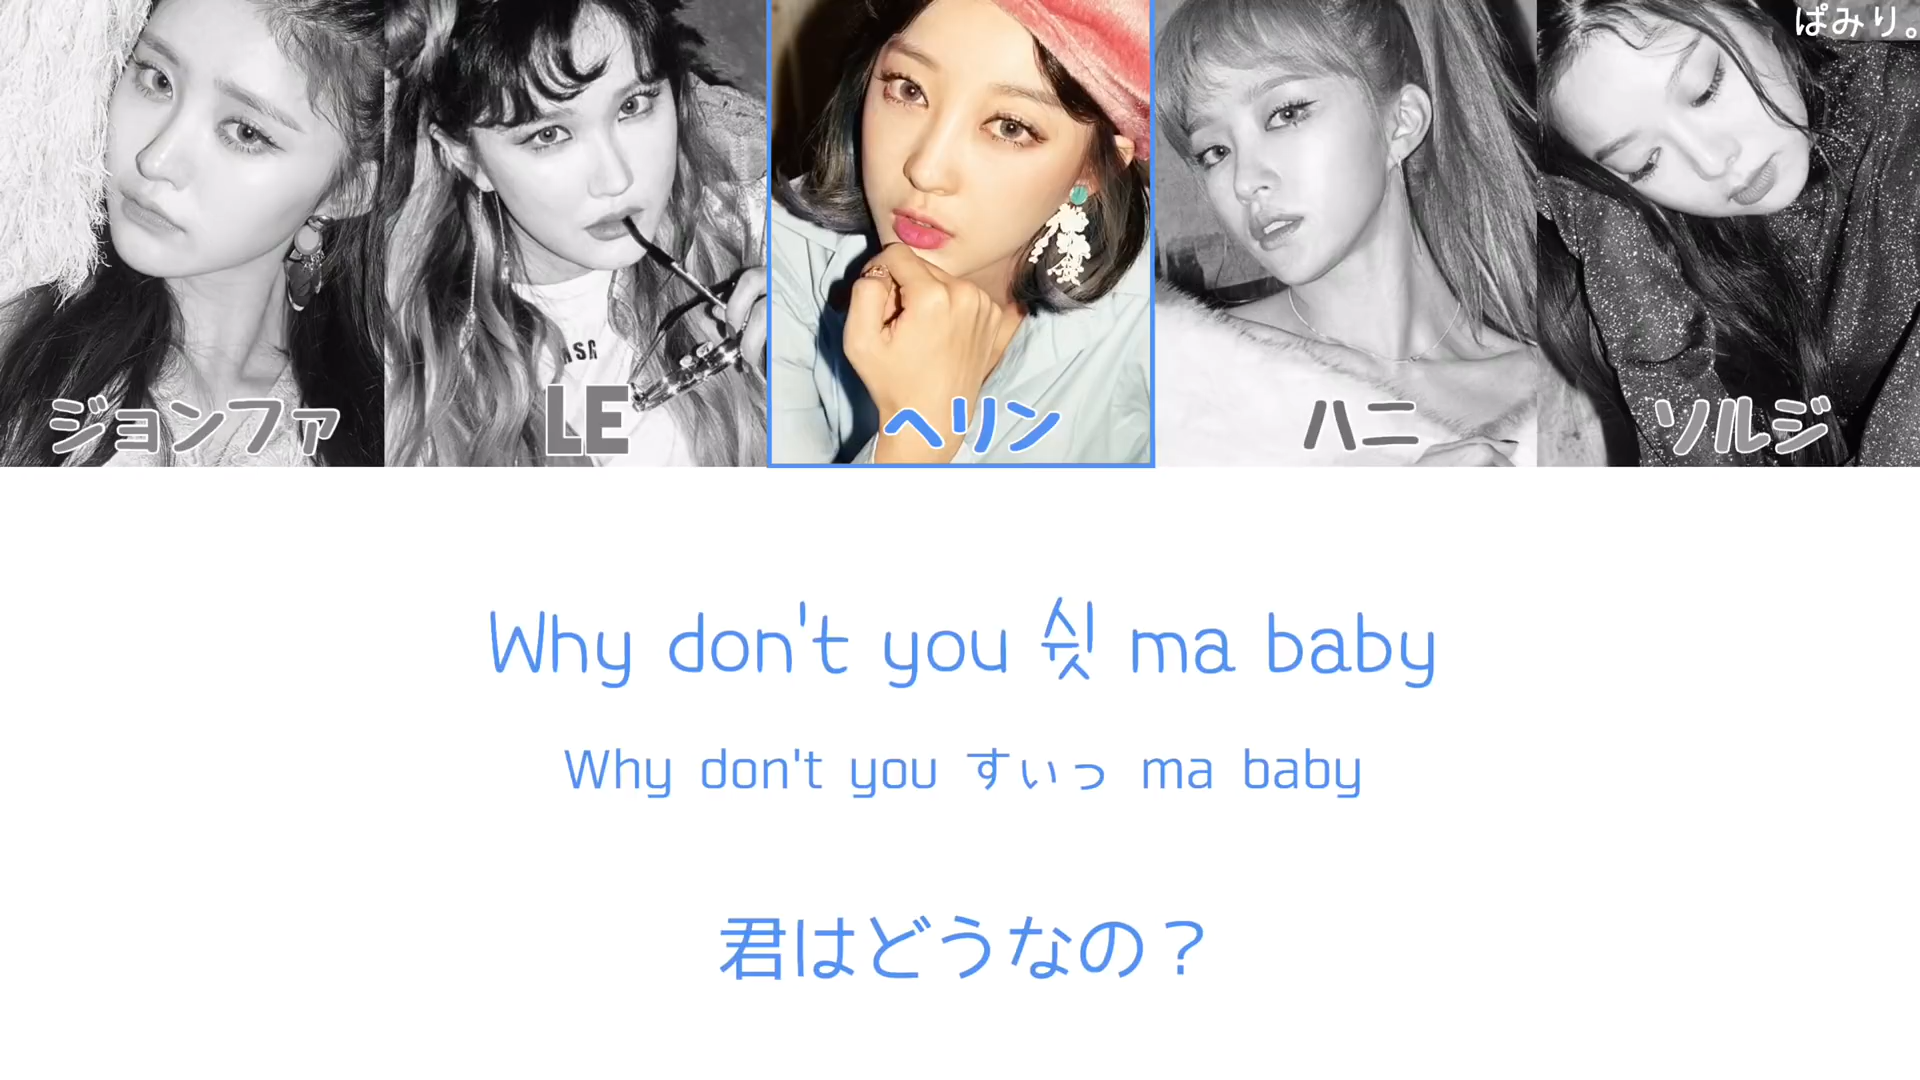 ぱみり。
ASA
ジョンファ
LE
ヘリン
ハニ
ソルジ
Why don't you 쉿 ma baby
Why don't you すぃっ ma baby
君はどうなの？